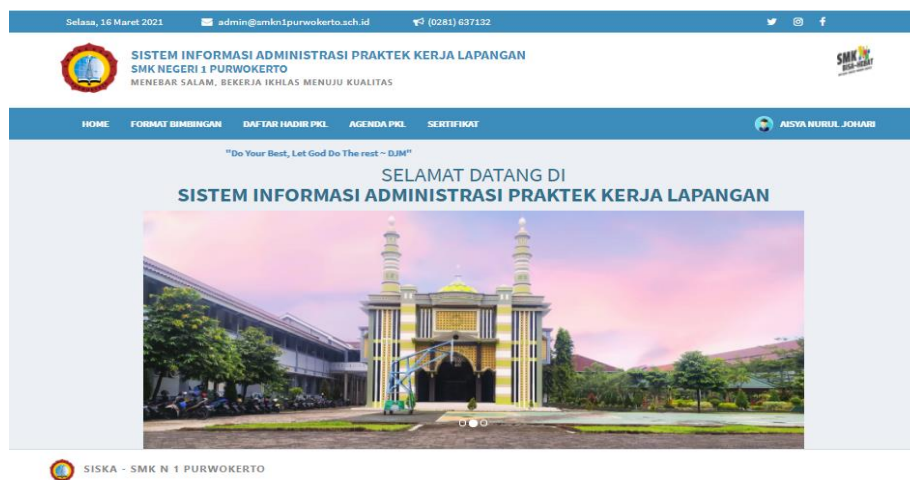 Selasa, 16 Maret 2021 admin@smkn1purwokerto.sch.id (0281) 637132
SISTEM INFORMASI ADMINISTRASI PRAKTEK KERJA LAPANGAN
SMK NEGERI 1 PURWOKERTO
MENEBAR SALAM, BEKERJA IKHLAS MENUJU KUALITAS
SMK
BISA-HEBAT
HOME FORMAT BIMBINGAN DAFTAR HADIR PKL AGENDA PKL SERTIFIKAT AISYA NURUL JOHARI
"Do Your Best, Let God Do The rest ~ DJM"
SELAMAT DATANG DI
SISTEM INFORMASI ADMINISTRASI PRAKTEK KERJA LAPANGAN
SISKA - SMK N 1 PURWOKERTO